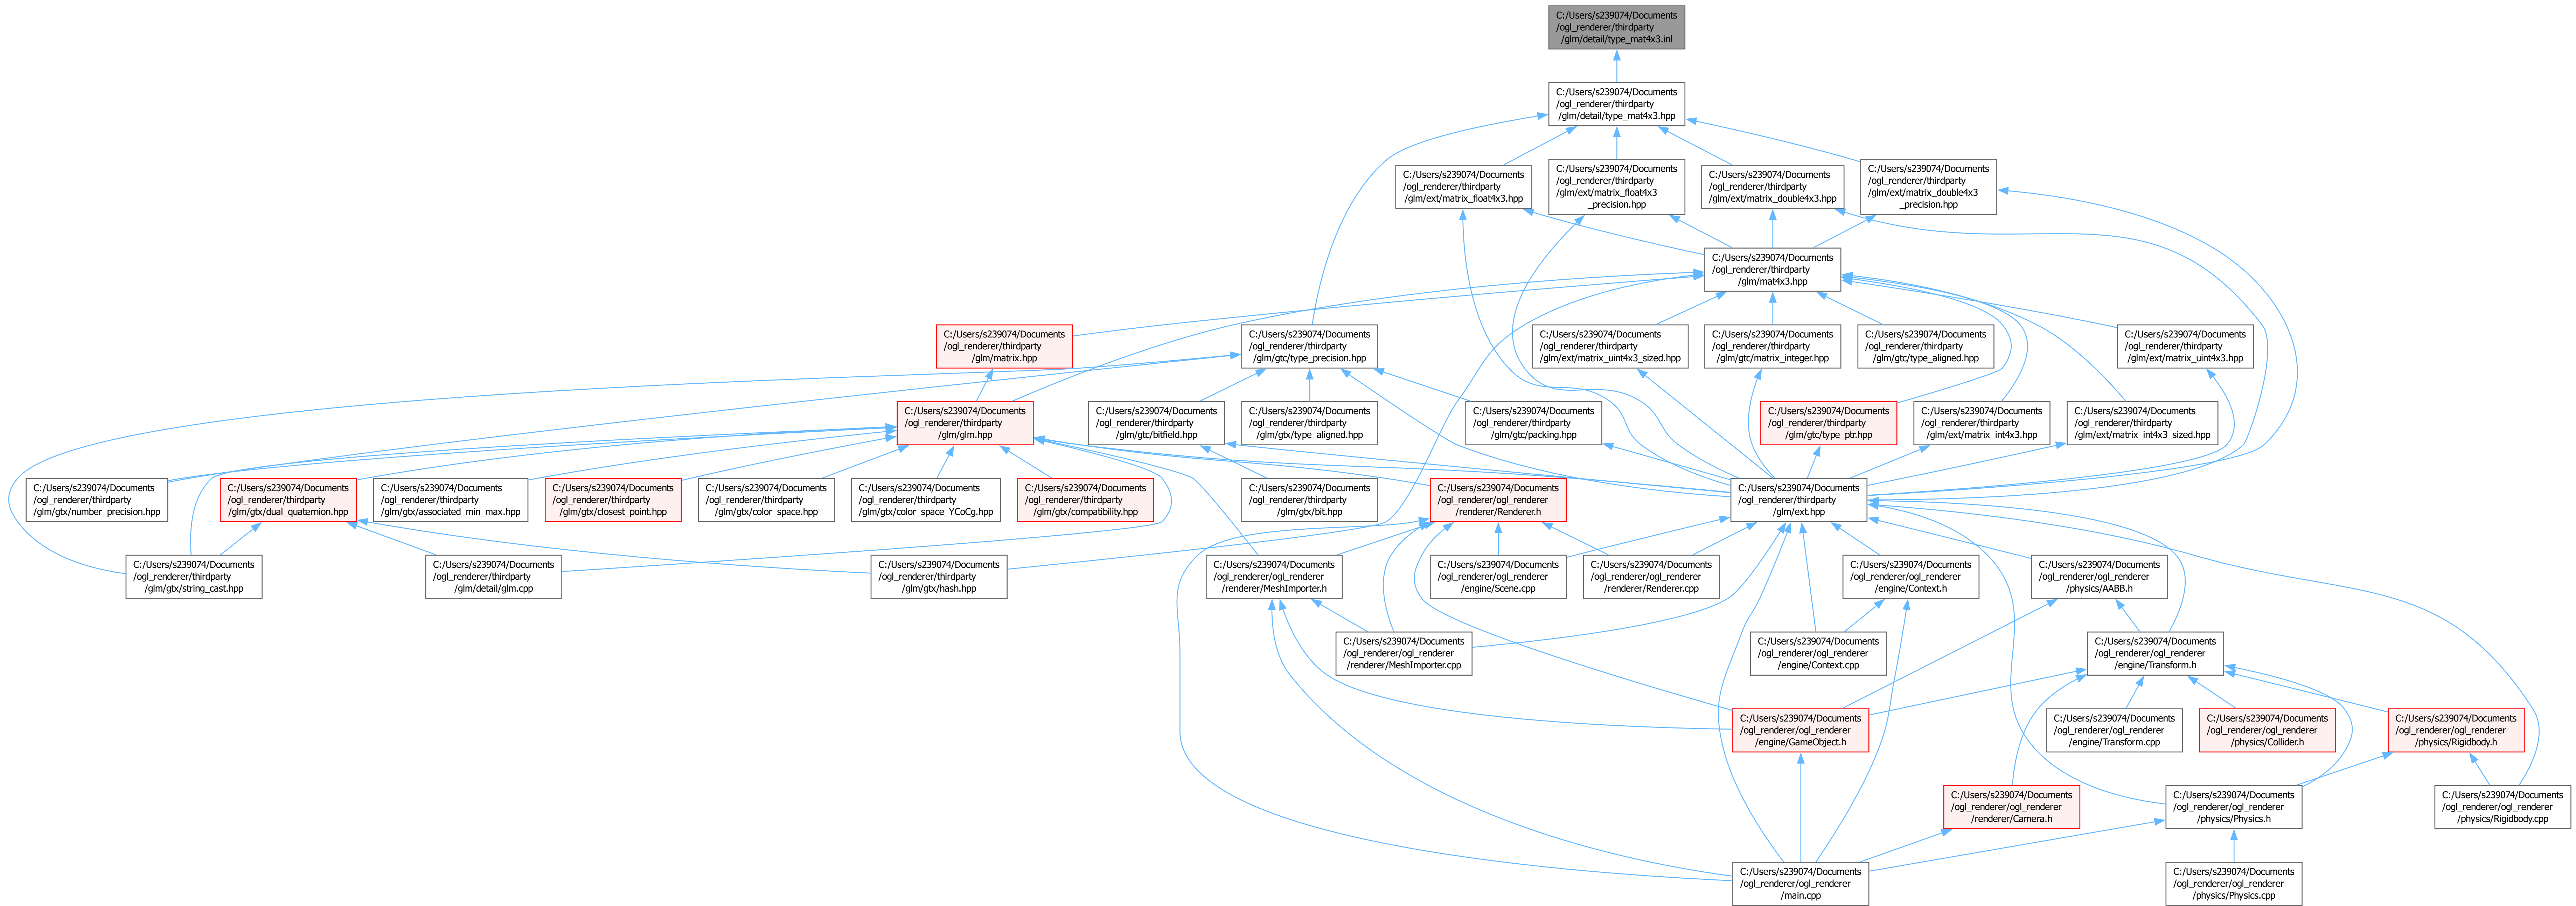 C:/Users/s239074/Documents
/ogl_renderer/thirdparty
/glm/detail/type_mat4x3.inl
C:/Users/s239074/Documents
/ogl_renderer/thirdparty
/glm/detail/type_mat4x3.hpp
C:/Users/s239074/Documents
/ogl_renderer/thirdparty
/glm/ext/matrix_float4x3.hpp
C:/Users/s239074/Documents
/ogl_renderer/thirdparty
/glm/ext/matrix_float4x3
_precision.hpp
C:/Users/s239074/Documents
/ogl_renderer/thirdparty
/glm/ext/matrix_double4x3.hpp
C:/Users/s239074/Documents
/ogl_renderer/thirdparty
/glm/ext/matrix_double4x3
_precision.hpp
C:/Users/s239074/Documents
/ogl_renderer/thirdparty
/glm/mat4x3.hpp
C:/Users/s239074/Documents
/ogl_renderer/thirdparty
/glm/matrix.hpp
C:/Users/s239074/Documents
/ogl_renderer/thirdparty
/glm/gtc/type_precision.hpp
C:/Users/s239074/Documents
/ogl_renderer/thirdparty
/glm/ext/matrix_uint4x3_sized.hpp
C:/Users/s239074/Documents
/ogl_renderer/thirdparty
/glm/gtc/matrix_integer.hpp
C:/Users/s239074/Documents
/ogl_renderer/thirdparty
/glm/gtc/type_aligned.hpp
C:/Users/s239074/Documents
/ogl_renderer/thirdparty
/glm/ext/matrix_uint4x3.hpp
C:/Users/s239074/Documents
/ogl_renderer/thirdparty
/glm/glm.hpp
C:/Users/s239074/Documents
/ogl_renderer/thirdparty
/glm/gtc/bitfield.hpp
C:/Users/s239074/Documents
/ogl_renderer/thirdparty
/glm/gtx/type_aligned.hpp
C:/Users/s239074/Documents
/ogl_renderer/thirdparty
/glm/gtc/packing.hpp
C:/Users/s239074/Documents
/ogl_renderer/thirdparty
/glm/gtc/type_ptr.hpp
C:/Users/s239074/Documents
/ogl_renderer/thirdparty
/glm/ext/matrix_int4x3.hpp
C:/Users/s239074/Documents
/ogl_renderer/thirdparty
/glm/ext/matrix_int4x3_sized.hpp
C:/Users/s239074/Documents
/ogl_renderer/thirdparty
/glm/gtx/number_precision.hpp
C:/Users/s239074/Documents
/ogl_renderer/thirdparty
/glm/gtx/dual_quaternion.hpp
C:/Users/s239074/Documents
/ogl_renderer/thirdparty
/glm/gtx/associated_min_max.hpp
C:/Users/s239074/Documents
/ogl_renderer/thirdparty
/glm/gtx/closest_point.hpp
C:/Users/s239074/Documents
/ogl_renderer/thirdparty
/glm/gtx/color_space.hpp
C:/Users/s239074/Documents
/ogl_renderer/thirdparty
/glm/gtx/color_space_YCoCg.hpp
C:/Users/s239074/Documents
/ogl_renderer/thirdparty
/glm/gtx/compatibility.hpp
C:/Users/s239074/Documents
/ogl_renderer/thirdparty
/glm/gtx/bit.hpp
C:/Users/s239074/Documents
/ogl_renderer/ogl_renderer
/renderer/Renderer.h
C:/Users/s239074/Documents
/ogl_renderer/thirdparty
/glm/ext.hpp
C:/Users/s239074/Documents
/ogl_renderer/thirdparty
/glm/gtx/string_cast.hpp
C:/Users/s239074/Documents
/ogl_renderer/thirdparty
/glm/detail/glm.cpp
C:/Users/s239074/Documents
/ogl_renderer/thirdparty
/glm/gtx/hash.hpp
C:/Users/s239074/Documents
/ogl_renderer/ogl_renderer
/renderer/MeshImporter.h
C:/Users/s239074/Documents
/ogl_renderer/ogl_renderer
/engine/Scene.cpp
C:/Users/s239074/Documents
/ogl_renderer/ogl_renderer
/renderer/Renderer.cpp
C:/Users/s239074/Documents
/ogl_renderer/ogl_renderer
/engine/Context.h
C:/Users/s239074/Documents
/ogl_renderer/ogl_renderer
/physics/AABB.h
C:/Users/s239074/Documents
/ogl_renderer/ogl_renderer
/renderer/MeshImporter.cpp
C:/Users/s239074/Documents
/ogl_renderer/ogl_renderer
/engine/Context.cpp
C:/Users/s239074/Documents
/ogl_renderer/ogl_renderer
/engine/Transform.h
C:/Users/s239074/Documents
/ogl_renderer/ogl_renderer
/engine/GameObject.h
C:/Users/s239074/Documents
/ogl_renderer/ogl_renderer
/engine/Transform.cpp
C:/Users/s239074/Documents
/ogl_renderer/ogl_renderer
/physics/Collider.h
C:/Users/s239074/Documents
/ogl_renderer/ogl_renderer
/physics/Rigidbody.h
C:/Users/s239074/Documents
/ogl_renderer/ogl_renderer
/renderer/Camera.h
C:/Users/s239074/Documents
/ogl_renderer/ogl_renderer
/physics/Physics.h
C:/Users/s239074/Documents
/ogl_renderer/ogl_renderer
/physics/Rigidbody.cpp
C:/Users/s239074/Documents
/ogl_renderer/ogl_renderer
/main.cpp
C:/Users/s239074/Documents
/ogl_renderer/ogl_renderer
/physics/Physics.cpp